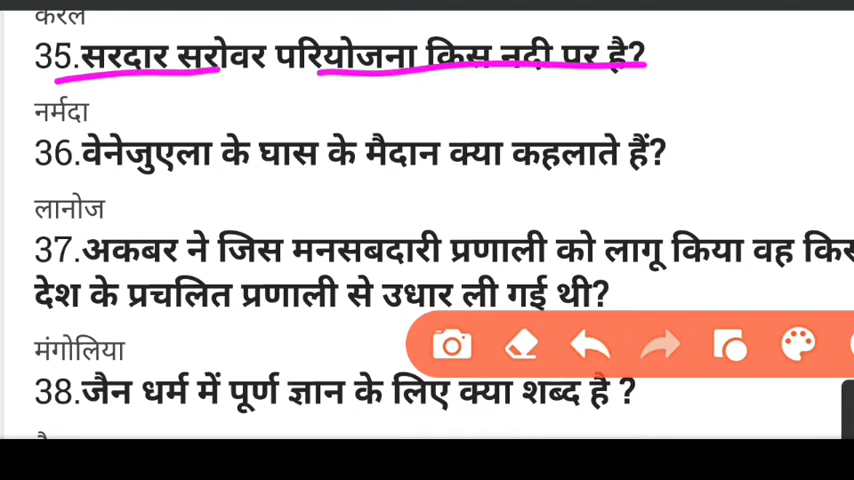 करल
35.सरदार सरोवर परियोजना किस नदी पर है?
नर्मदा
36.वेनेजुएला के घास के मैदान क्या कहलाते हैं?
लानोज
37.अकबर ने जिस मनसबदारी प्रणाली को लागू किया वह किस
देश के प्रचलित प्रणाली से उधार ली गई थी?
मंगोलिया
38.जैन धर्म में पूर्ण ज्ञान के लिए क्या शब्द है ?